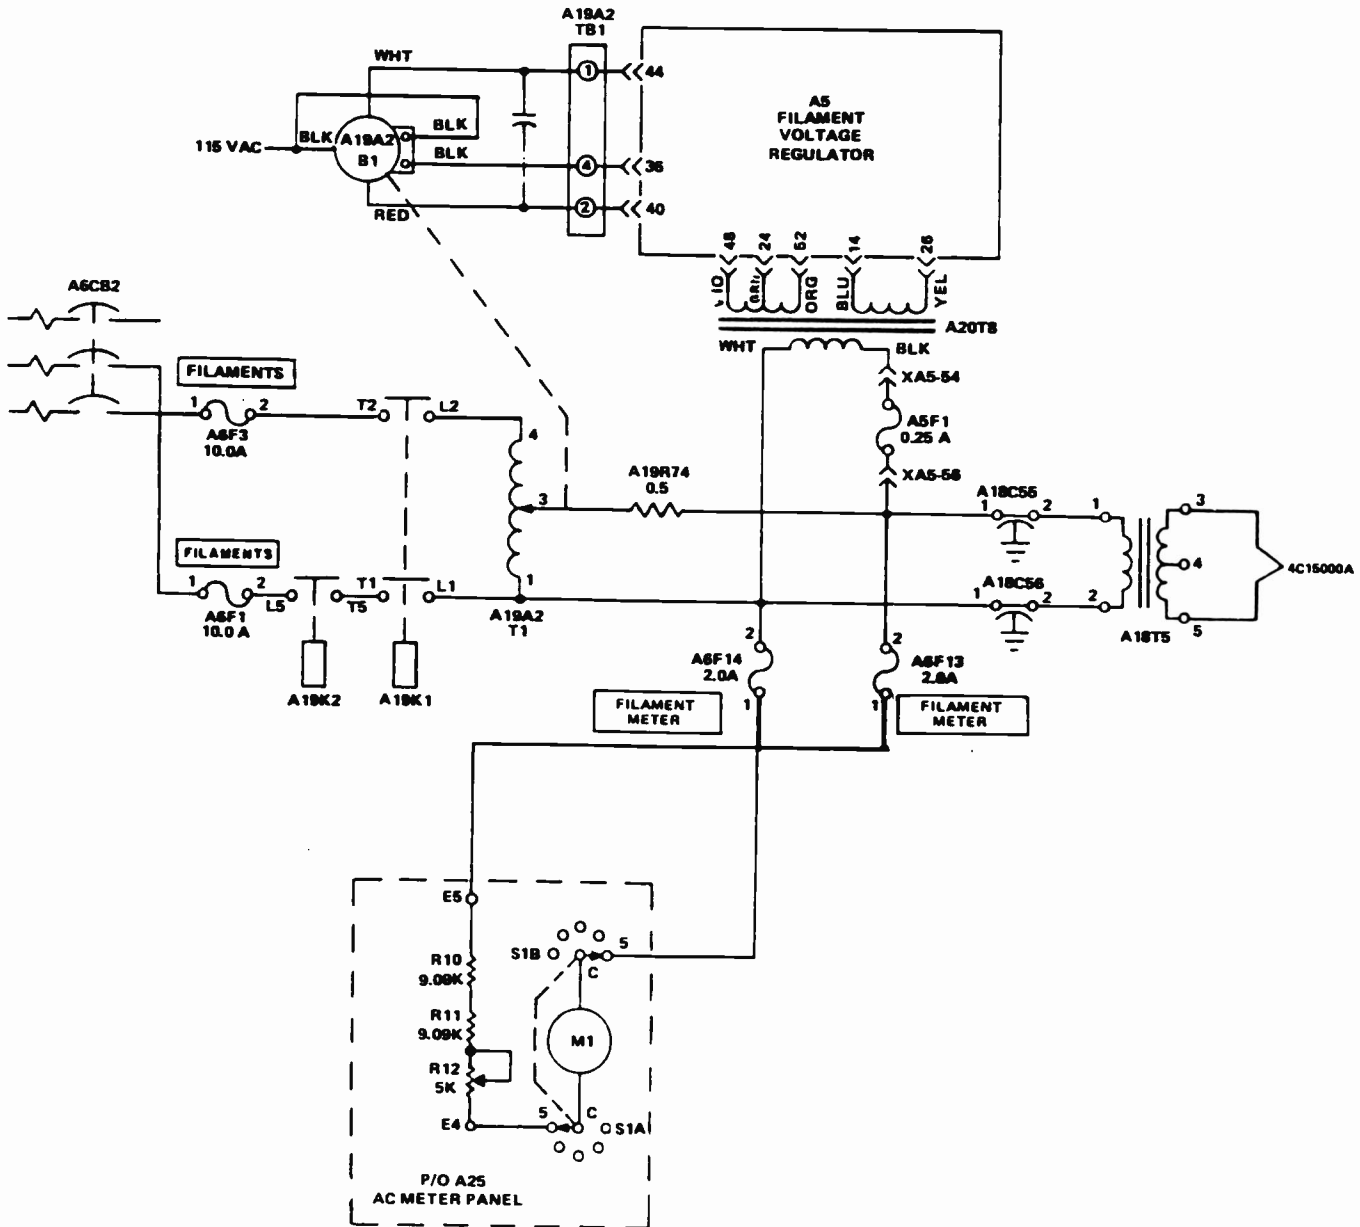 A19A2
TB1
WHT
1
44
A5
FILAMENT
VOLTAGE
REGULATOR
115 VAC
BLK
A19A2
B1
BLK
BLK
4
36
RED
2
40
48
24
52
14
26
ORG
BLU
YEL
A20T8
WHT
BLK
A6CB2
FILAMENTS
1
2
A6F3
10.0A
T2
L2
4
XA5-54
A5F1
0.25 A
XA5-56
A19R74
0.5
3
A18C55
1
2
1
3
4
5
4C15000A
FILAMENTS
1
2
A6F1
10.0 A
L5
T5
T1
L1
1
A19A2
T1
A18C56
1
2
2
A18T5
A19K2
A19K1
2
A6F14
2.0A
1
2
A6F13
1
FILAMENT
METER
FILAMENT
METER
E5
R10
9.09K
R11
9.09K
R12
5K
E4
S1B
5
C
M1
5
C
S1A
P/O A25
AC METER PANEL